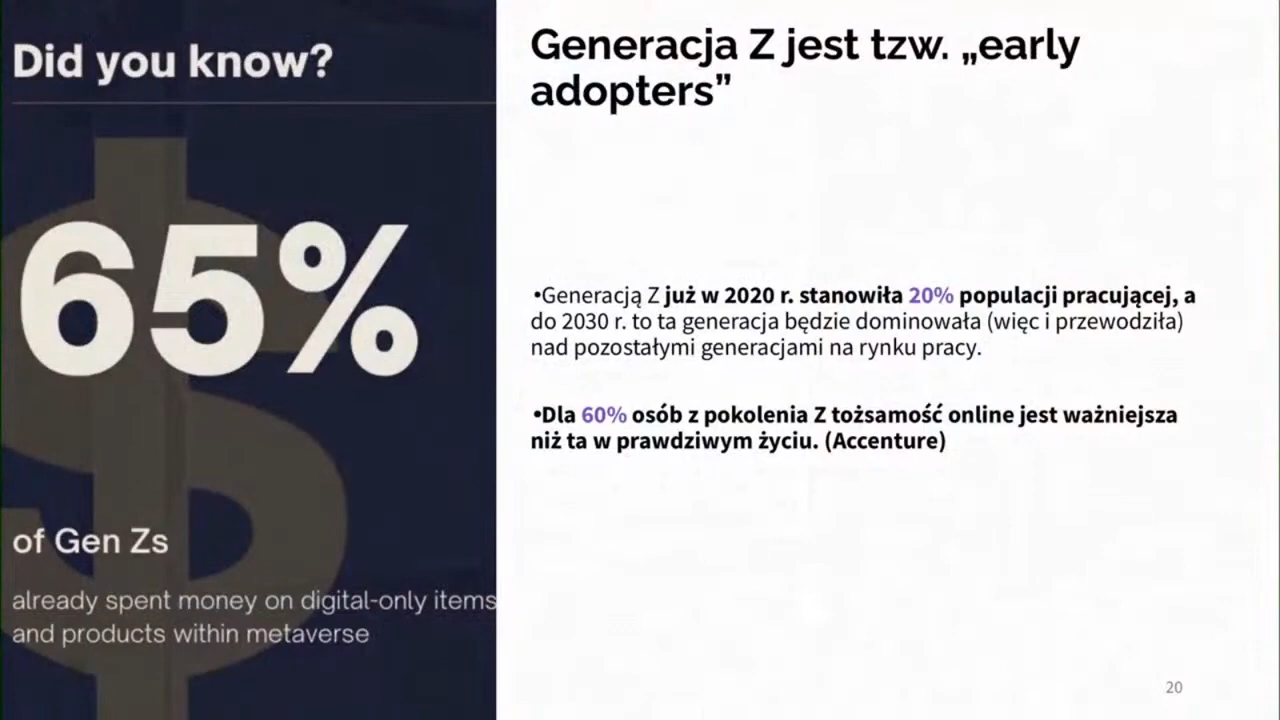 Did you know?
65%
of Gen Zs
already spent money on digital-only items
and products within metaverse
Generacja Z jest tzw. „early
adopters”
•Generacją Z już w 2020 r. stanowiła 20% populacji pracującej, a
do 2030 r. to ta generacja będzie dominowała (więc i przewodziła)
nad pozostałymi generacjami na rynku pracy.
•Dla 60% osób z pokolenia Z tożsamość online jest ważniejsza
niż ta w prawdziwym życiu. (Accenture)
20